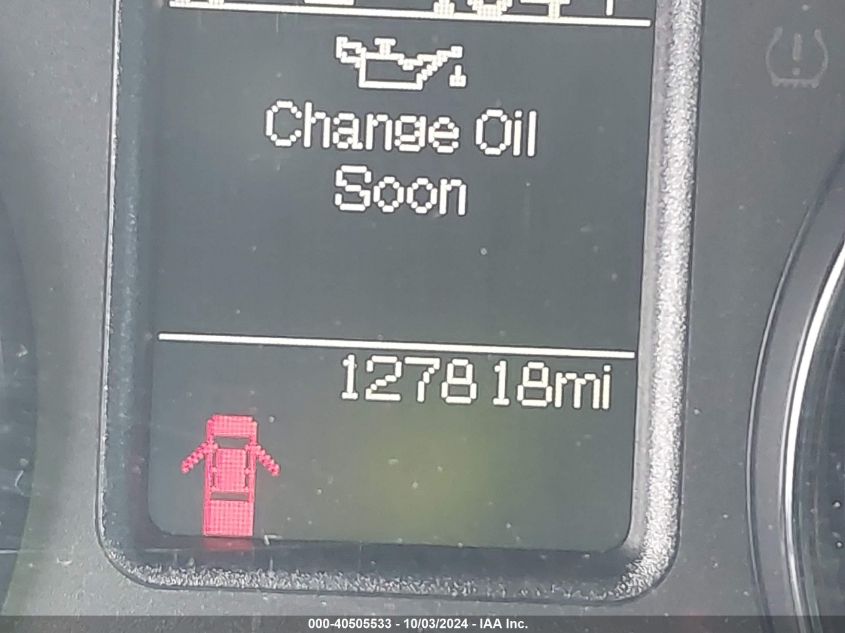 Change Oil
Soon
127818mi
000-40505533 - 10/03/2024 - IAA Inc.